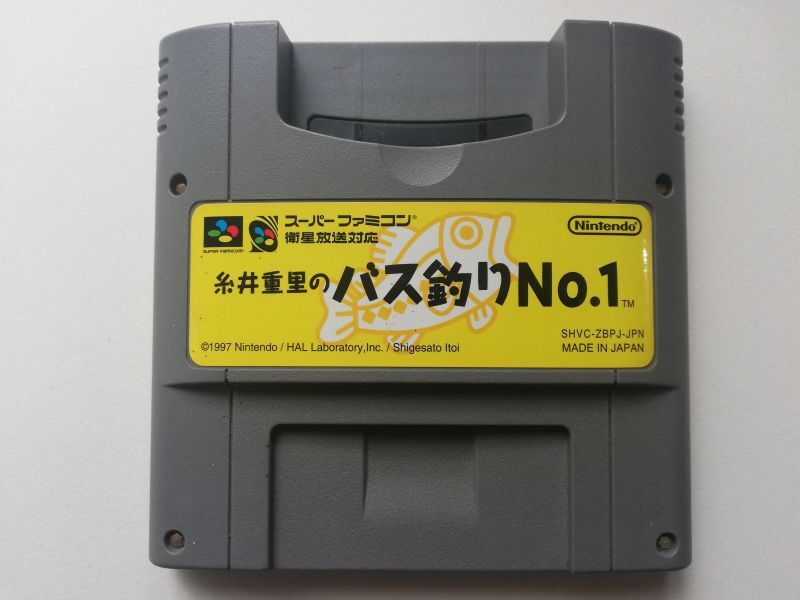 スーパーファミコン®
衛星放送対応
SUPER FAMICOM
Nintendo®
糸井重里のバス釣りNo.1™
SHVC-ZBPJ-JPN
©1997 Nintendo / HAL Laboratory,Inc. / Shigesato Itoi
MADE IN JAPAN